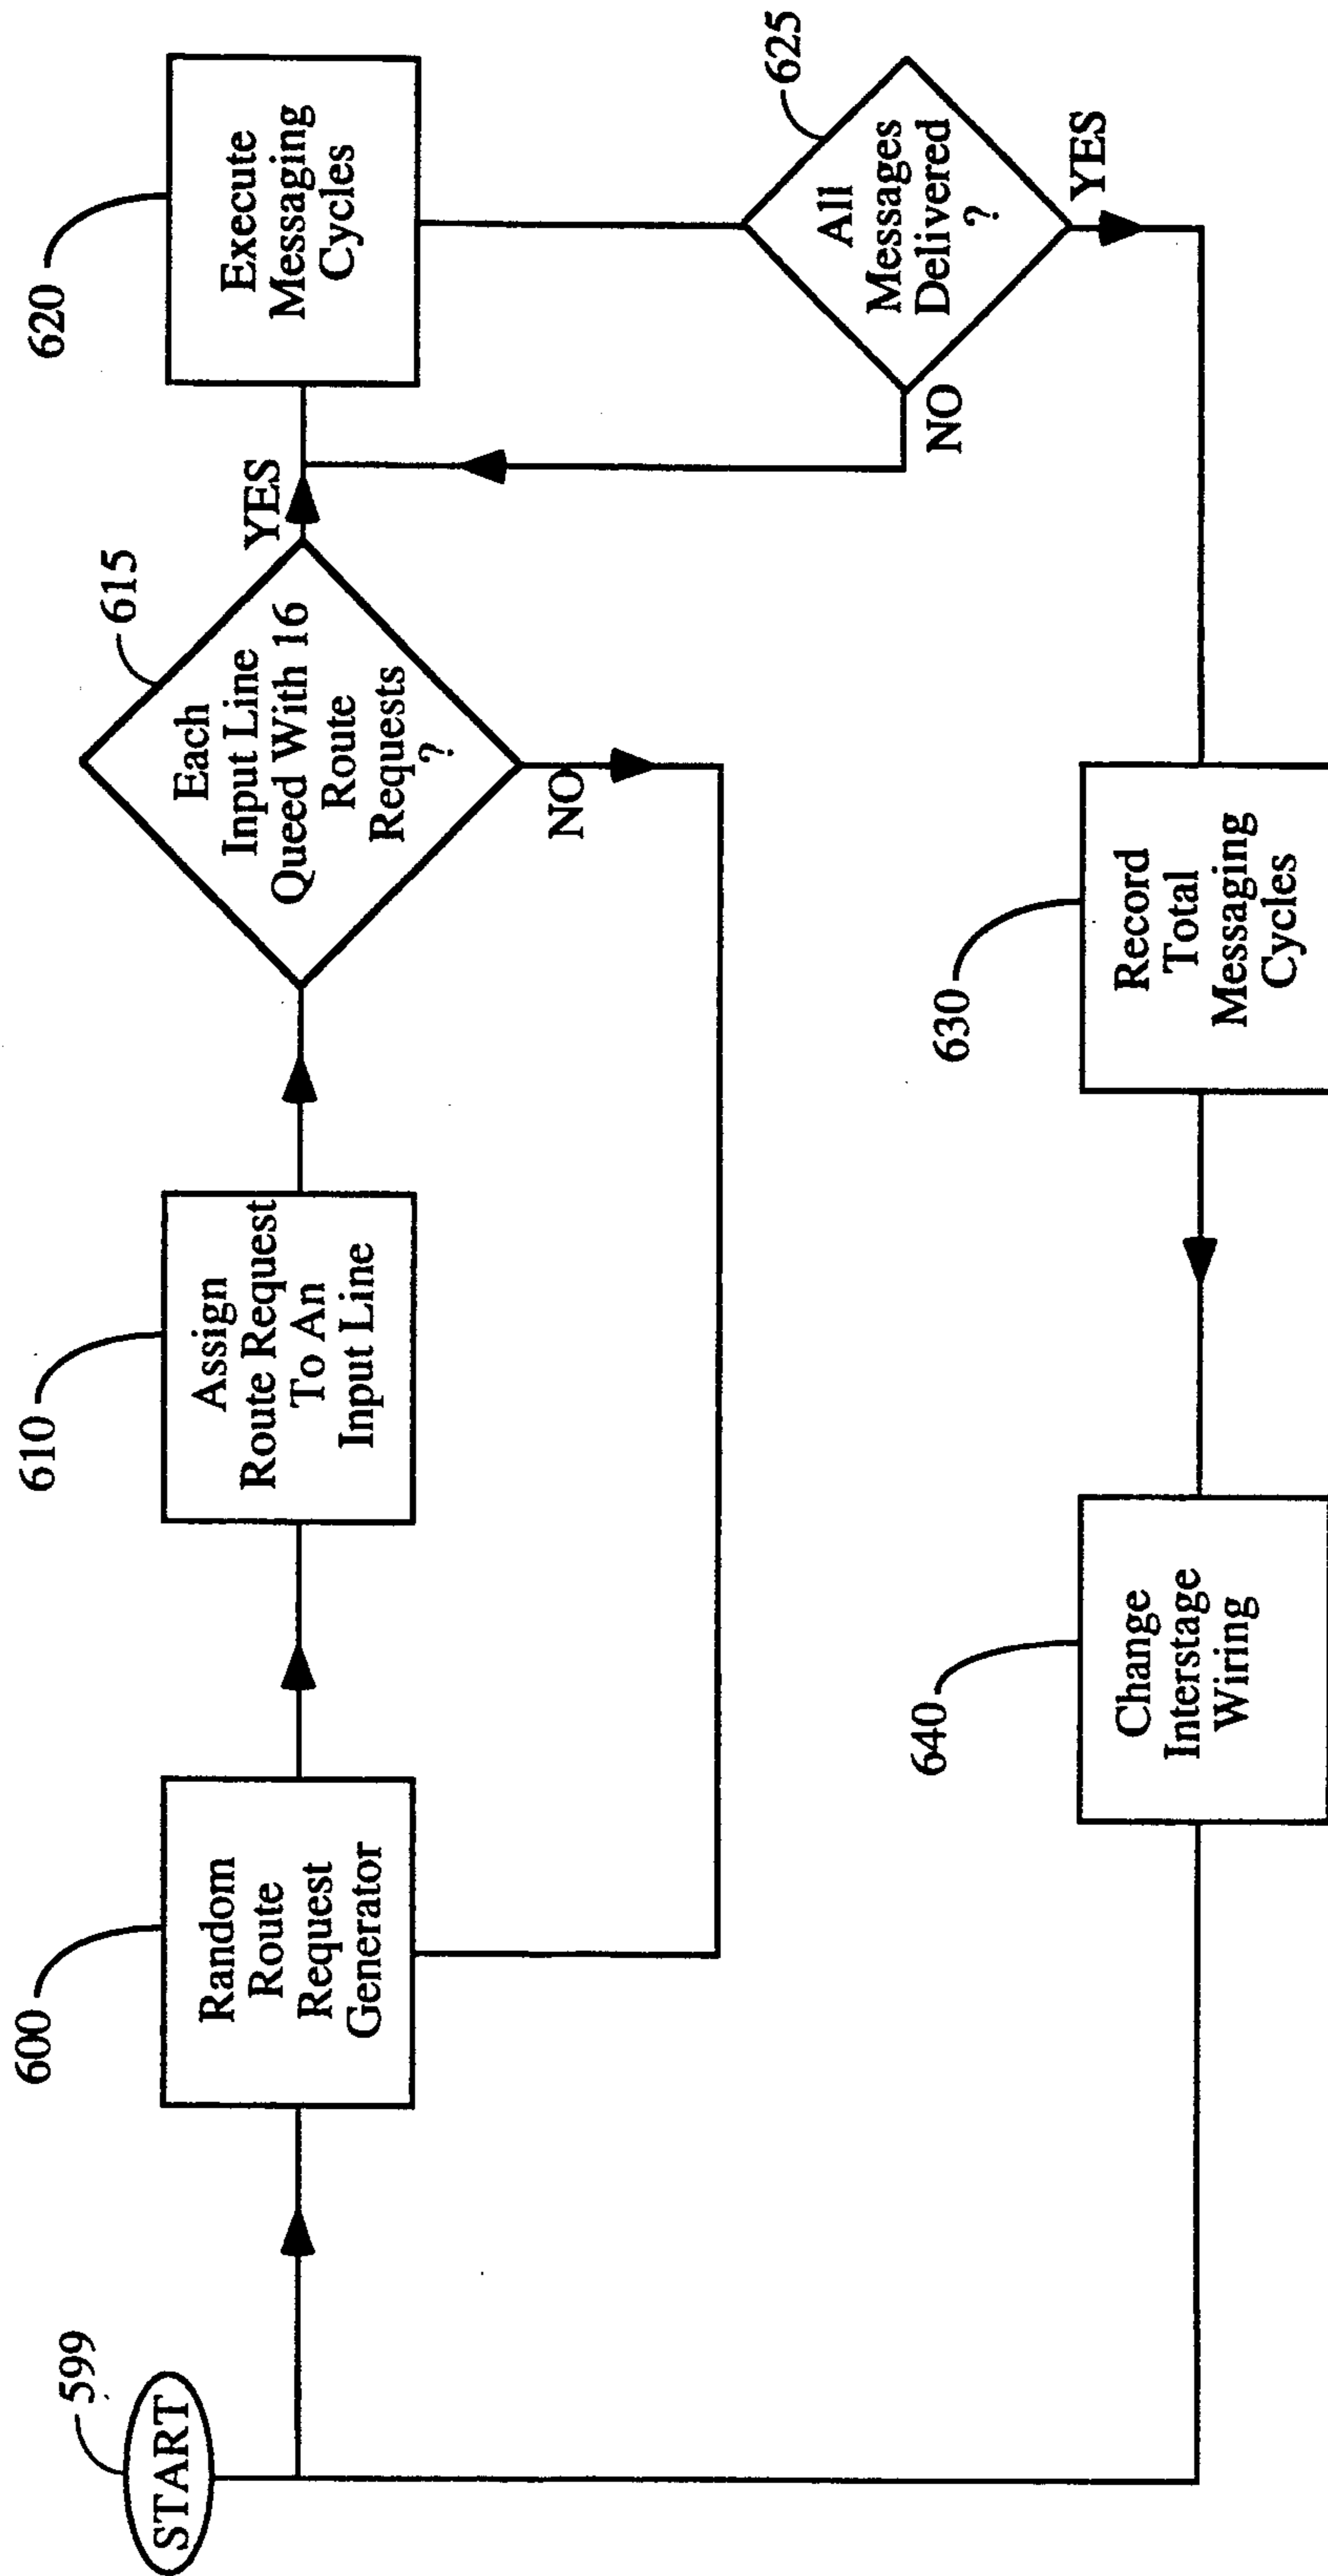 599
START
600
Random
Route
Request
Generator
610
Assign
Route Request
To An
Input Line
615
Each
Input Line
Queed With 16
Route
Requests
?
YES
NO
620
Execute
Messaging
Cycles
625
All
Messages
Delivered
?
NO
YES
630
Record
Total
Messaging
Cycles
640
Change
Interstage
Wiring